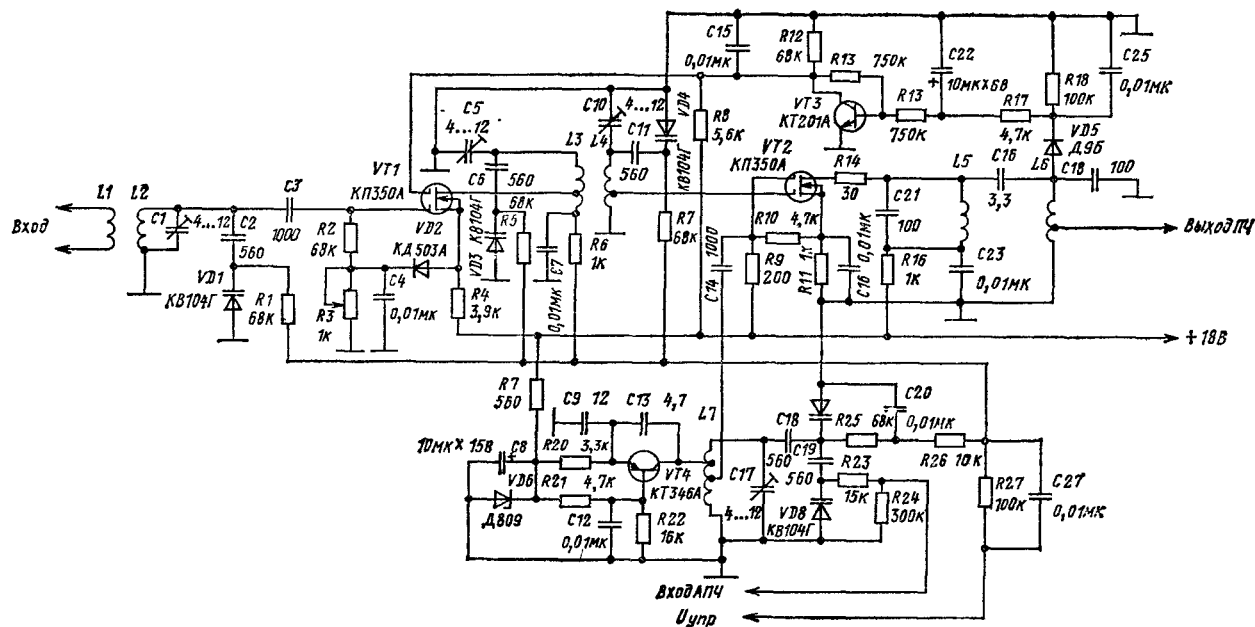 C15
0,01мк
R12
68к
R13
750к
C22
10мкХ6В
R18
100к
C25
0,01мк
VT3
КТ201А
R13
750к
R17
4,7к
VD5
Д9Б
C5
4...12
C10
4...12
VD4
КВ104Г
R8
5,6к
L3
L4
C11
560
VT1
КП350А
C6
560
68к
R5
VT2
КП350А
R14
30
C21
100
L5
C16
3,3
L6
C18
100
L1
L2
Вход
C1
4...12
C2
560
C3
1000
R2
68к
VD2
КД503А
VD3
КВ104Г
C7
0,01мк
R6
1к
R7
68к
C14
1000
R10
4,7к
R9
200
R11
1к
C16
0,01мк
R16
1к
C23
0,01мк
Выход ПЧ
VD1
КВ104Г
R1
68к
R3
1к
C4
0,01мк
R4
3,9к
+18В
R7
560
C9
12
C13
4,7
L7
C18
560
C19
560
R25
68к
C20
0,01мк
10мкХ15В
C8
R20
3,3к
VD6
Д809
R21
4,7к
VT4
КТ346А
C17
4...12
R23
15к
R26
10к
R27
100к
C27
0,01мк
C12
0,01мк
R22
16к
VD8
КВ104Г
R24
300к
Вход АПЧ
Uупр